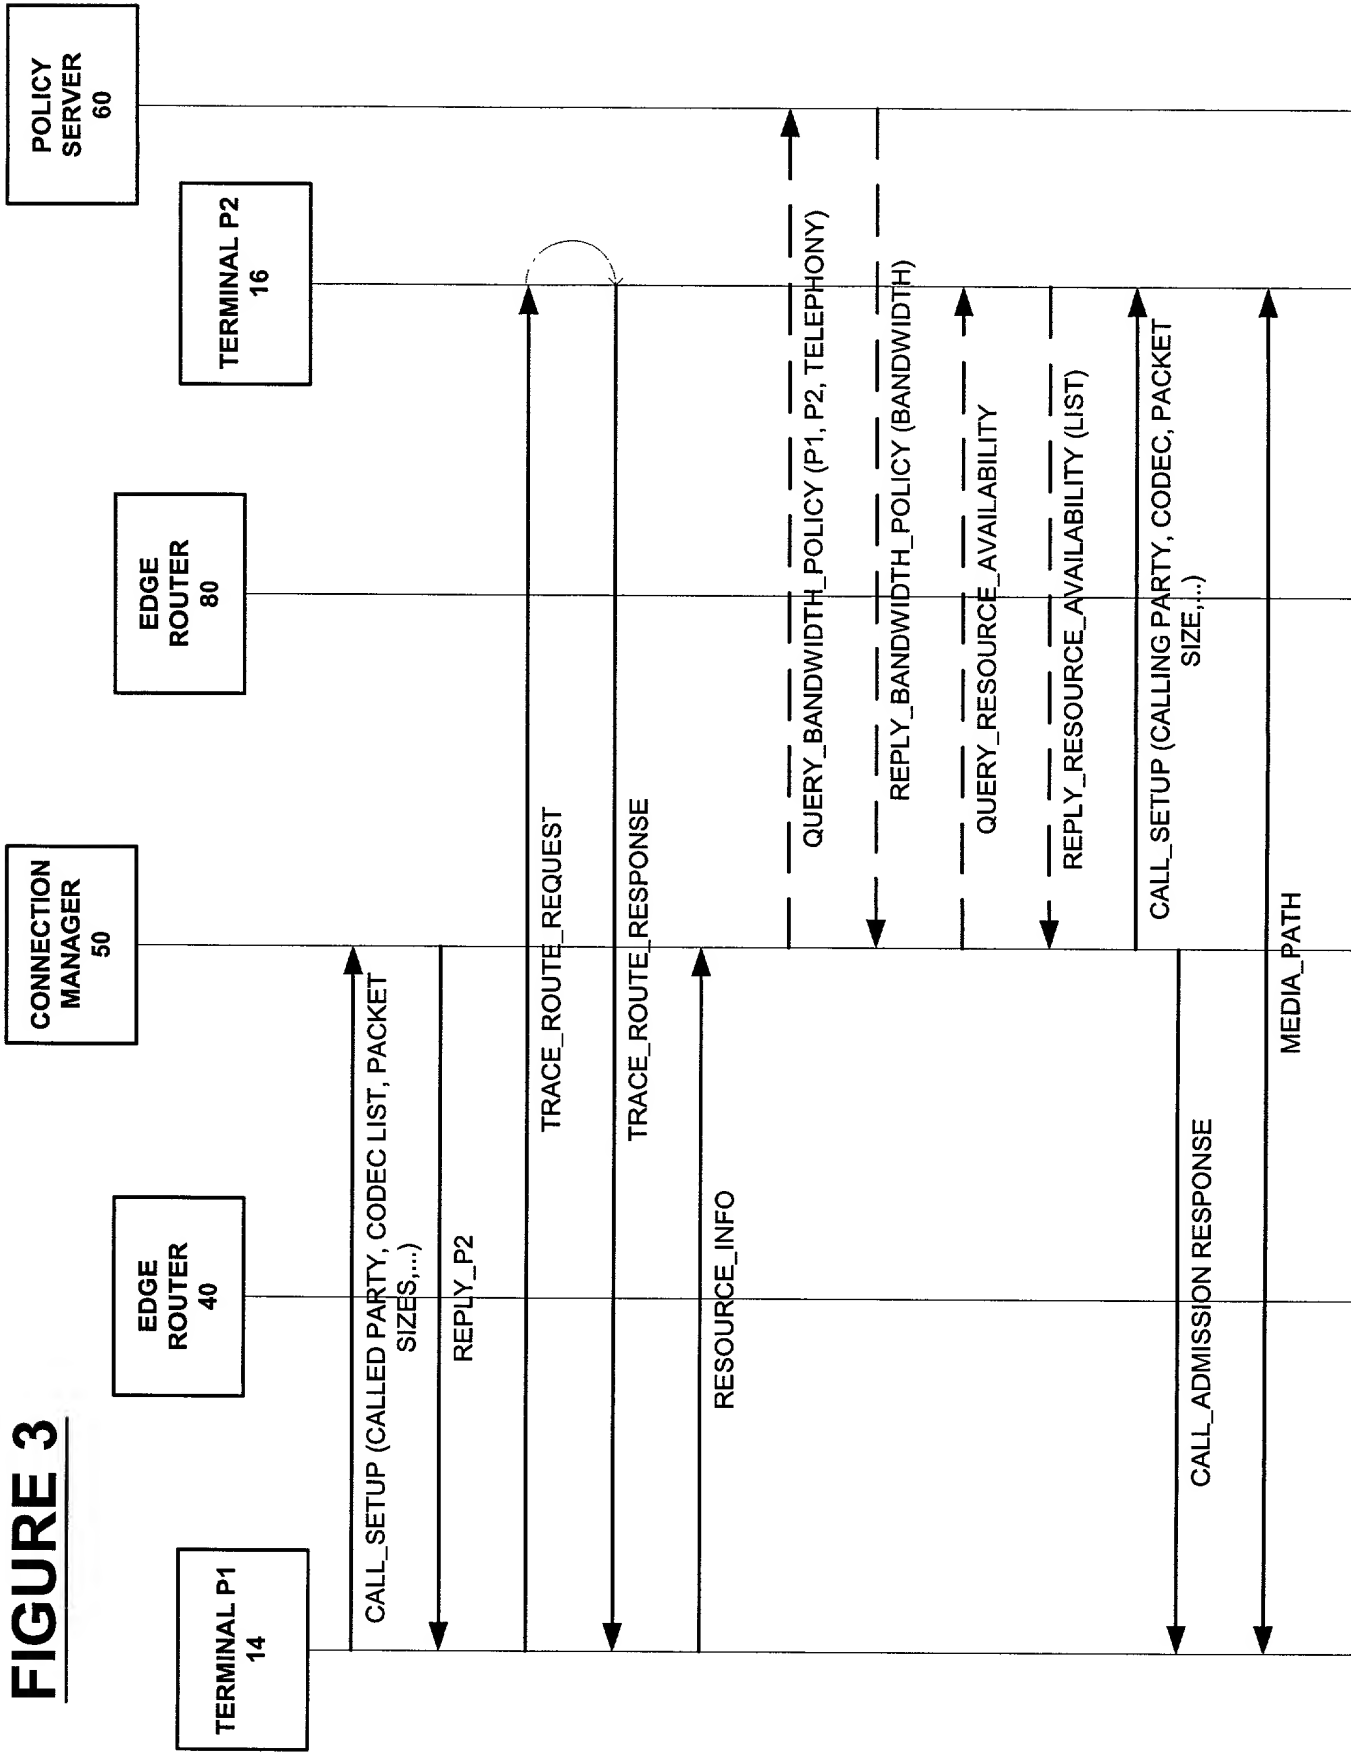 FIGURE 3
TERMINAL P1
14
EDGE
ROUTER
40
CONNECTION
MANAGER
50
EDGE
ROUTER
80
TERMINAL P2
16
POLICY
SERVER
60
CALL_SETUP (CALLED PARTY, CODEC LIST, PACKET
SIZES,...)
REPLY_P2
TRACE_ROUTE_REQUEST
TRACE_ROUTE_RESPONSE
RESOURCE_INFO
QUERY_BANDWIDTH_POLICY (P1, P2, TELEPHONY)
REPLY_BANDWIDTH_POLICY (BANDWIDTH)
QUERY_RESOURCE_AVAILABILITY
REPLY_RESOURCE_AVAILABILITY (LIST)
CALL_SETUP (CALLING PARTY, CODEC, PACKET
SIZE,...)
CALL_ADMISSION RESPONSE
MEDIA_PATH